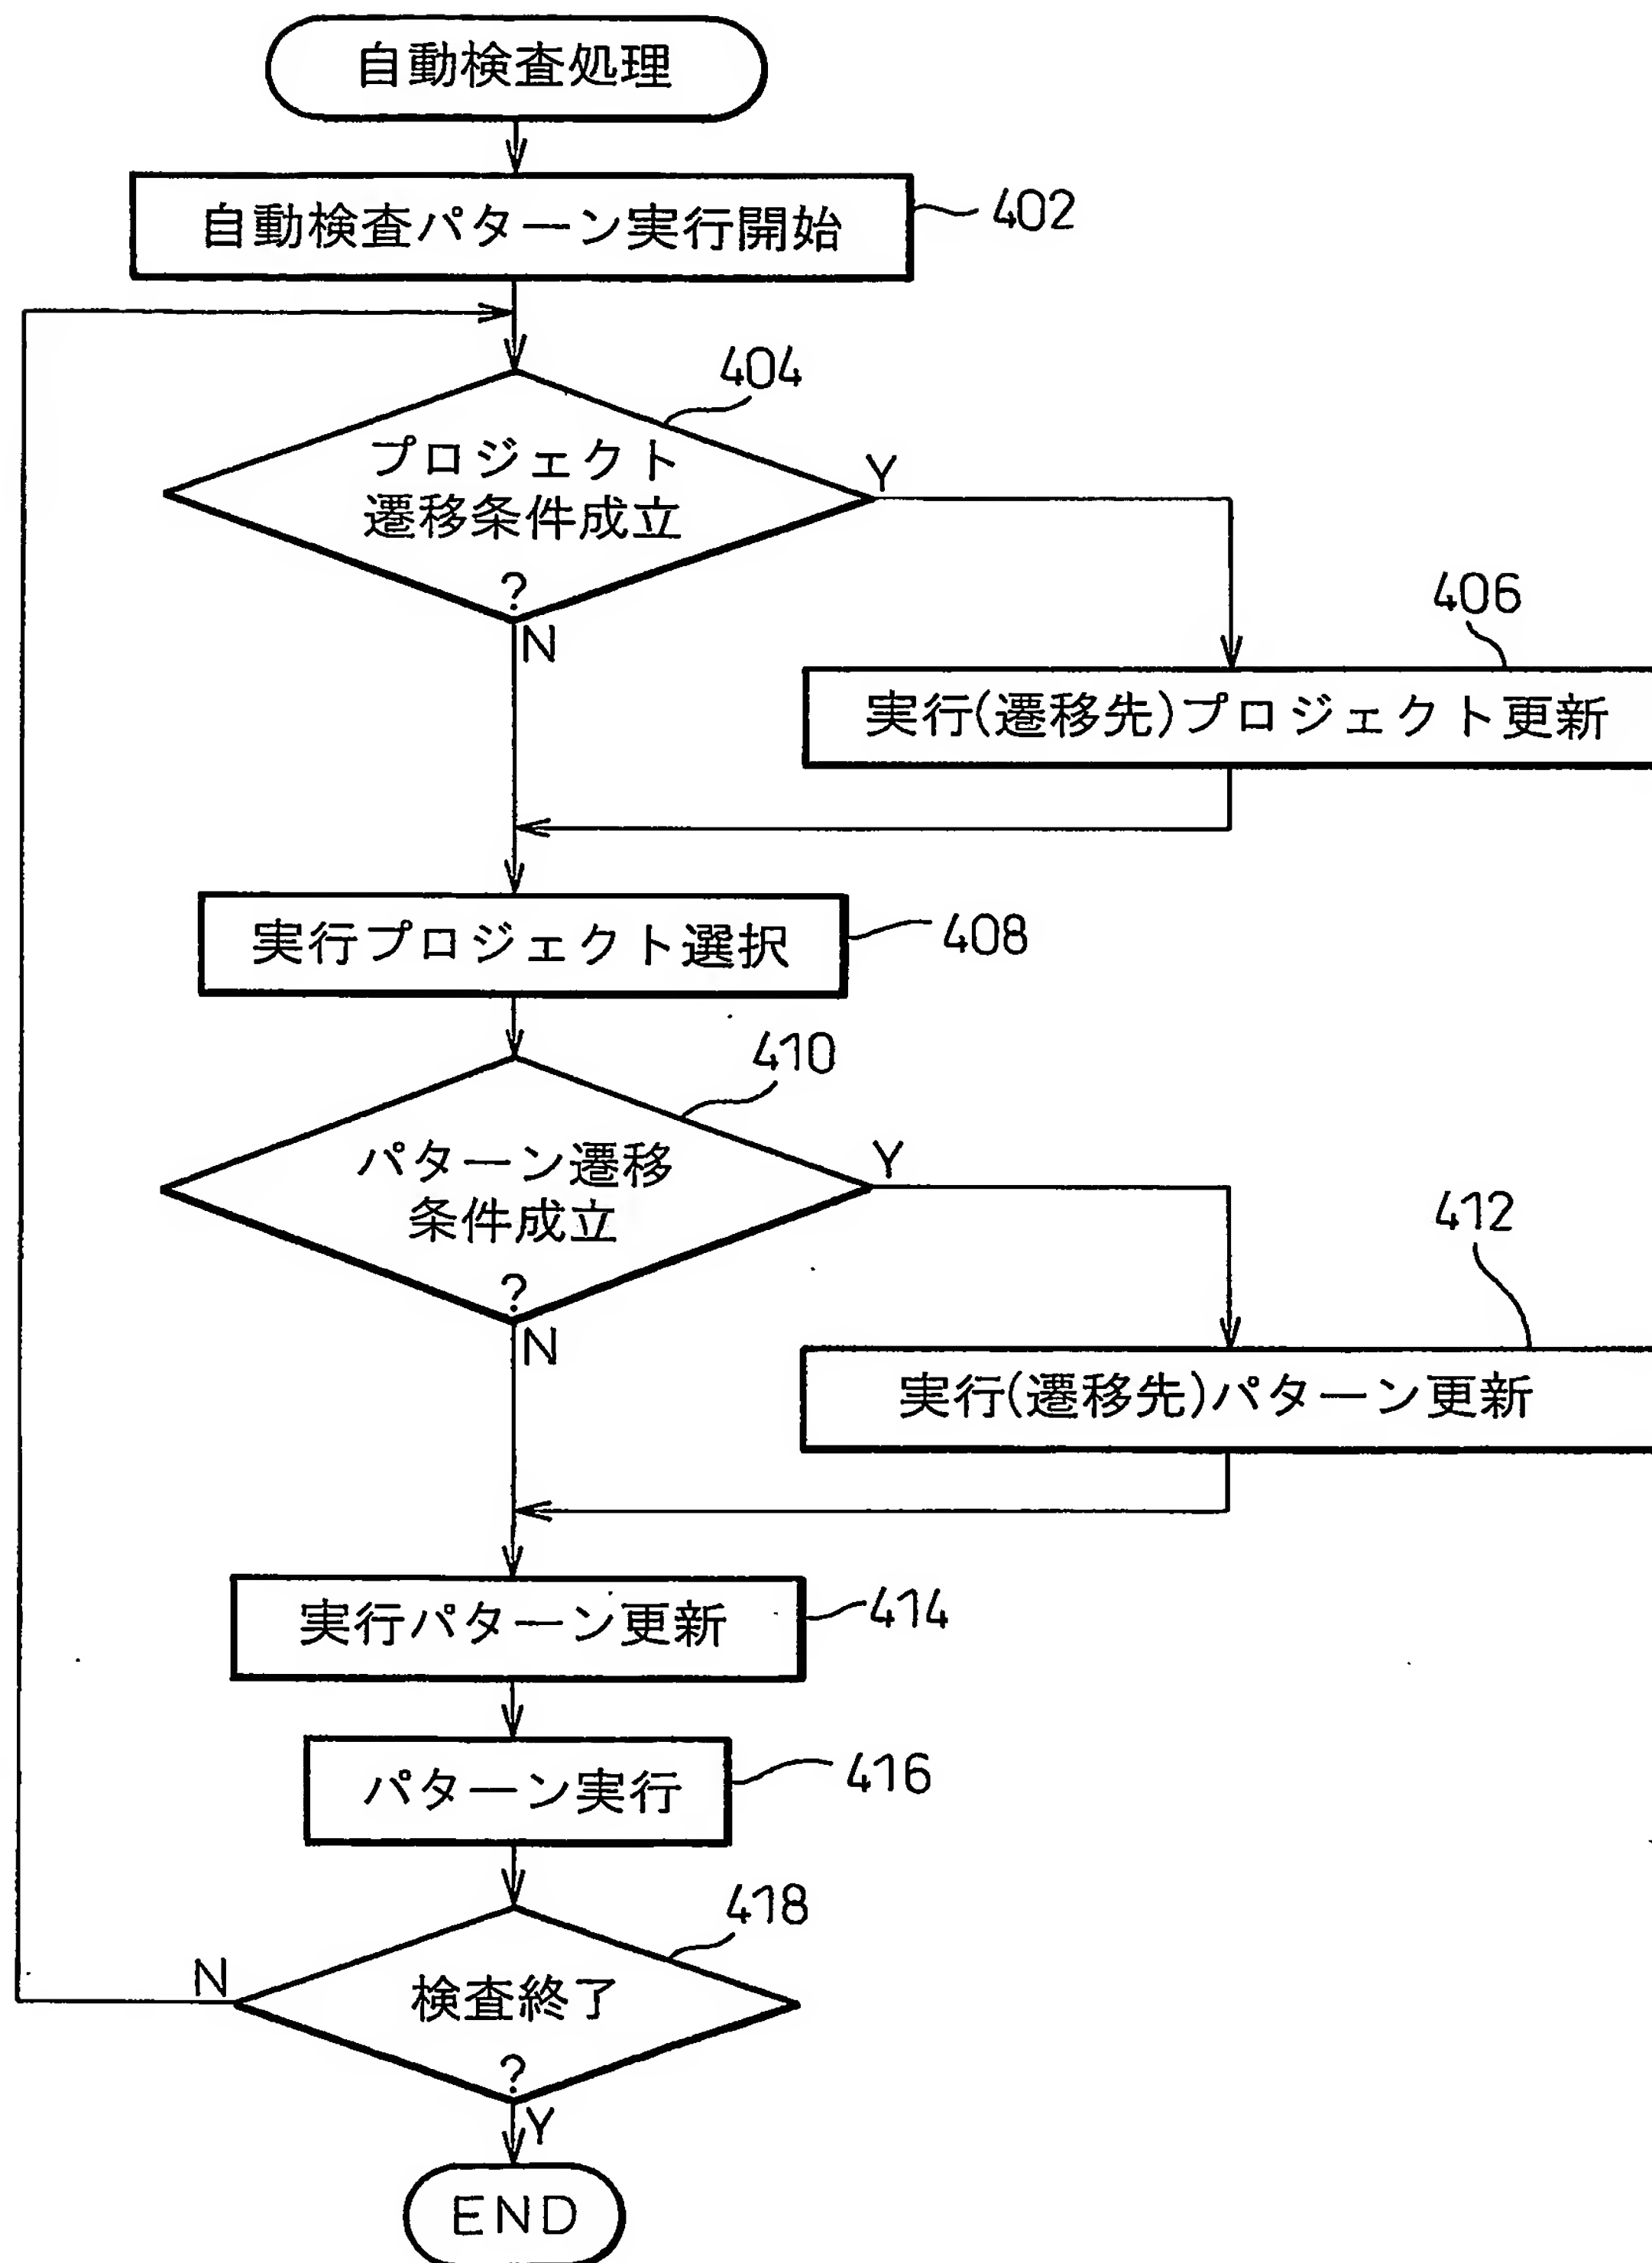 自動検査処理
自動検査パターン実行開始
402
404
プロジェクト
遷移条件成立
?
Y
N
406
実行(遷移先)プロジェクト更新
実行プロジェクト選択
408
410
パターン遷移
条件成立
?
Y
N
412
実行(遷移先)パターン更新
実行パターン更新
414
パターン実行
416
418
検査終了
?
N
Y
END